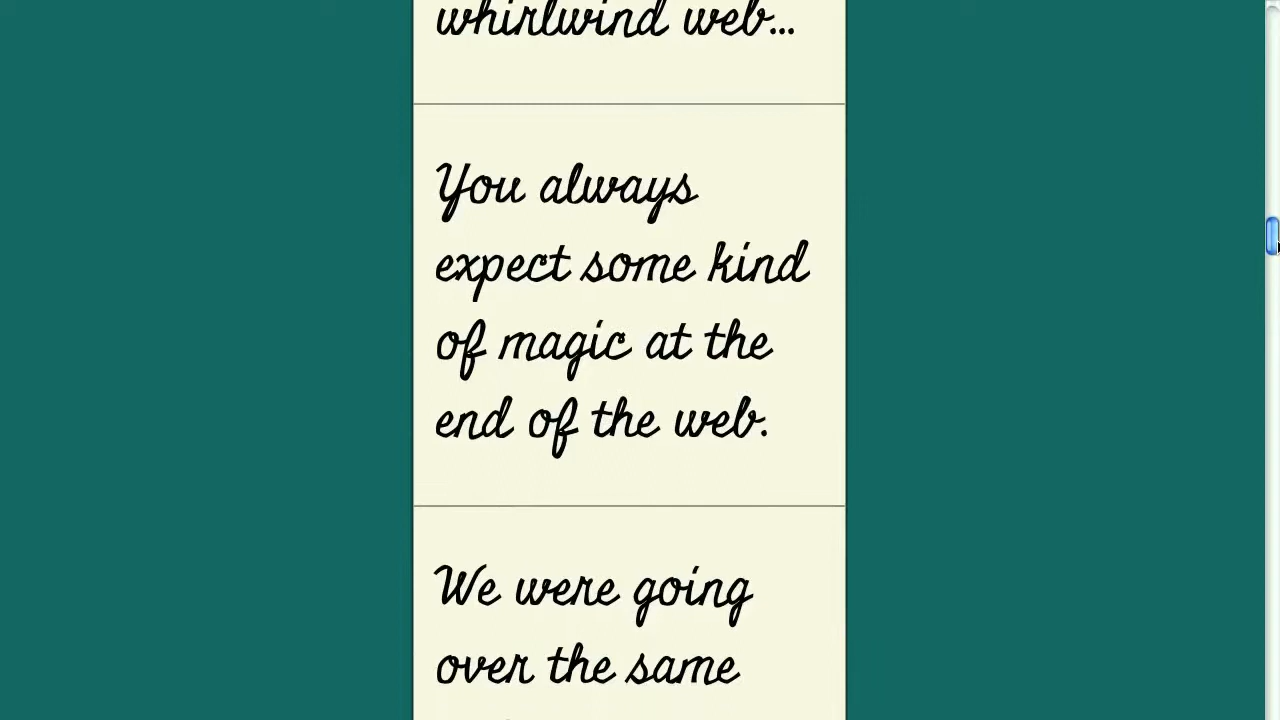 whirlwind web...
You always
expect some kind
of magic at the
end of the web.
We were going
over the same